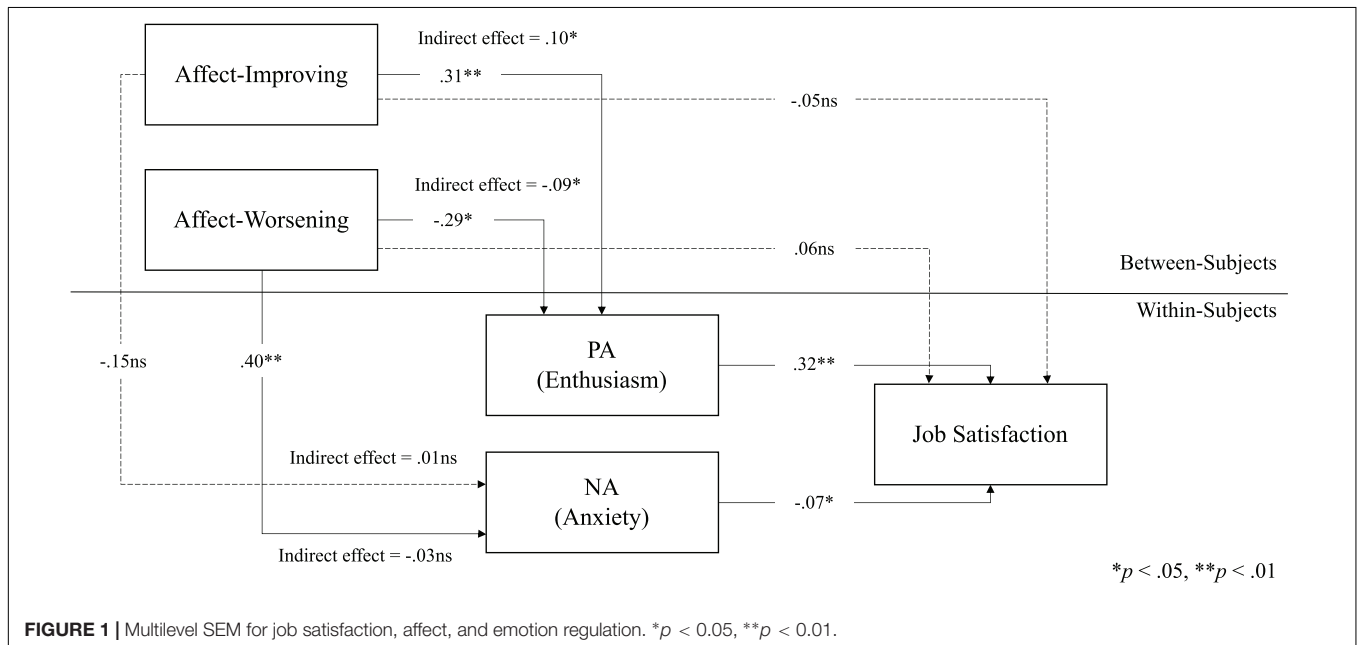 Indirect effect = .10*
Affect-Improving
.31**
-.05ns
Indirect effect = -.09*
Affect-Worsening
-.29*
.06ns
Between-Subjects
Within-Subjects
-.15ns
.40**
PA
(Enthusiasm)
.32**
Job Satisfaction
Indirect effect = .01ns
NA
(Anxiety)
-.07*
Indirect effect = -.03ns
*p < .05, **p < .01
FIGURE 1 | Multilevel SEM for job satisfaction, affect, and emotion regulation. *p < 0.05, **p < 0.01.